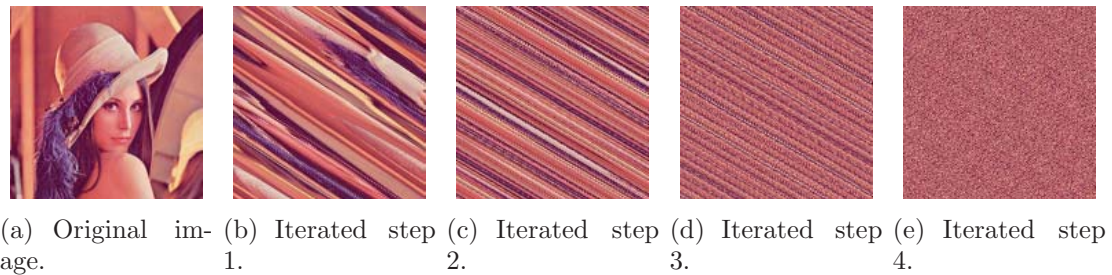 (a) Original im-
age.
(b) Iterated step
1.
(c) Iterated step
2.
(d) Iterated step
3.
(e) Iterated step
4.